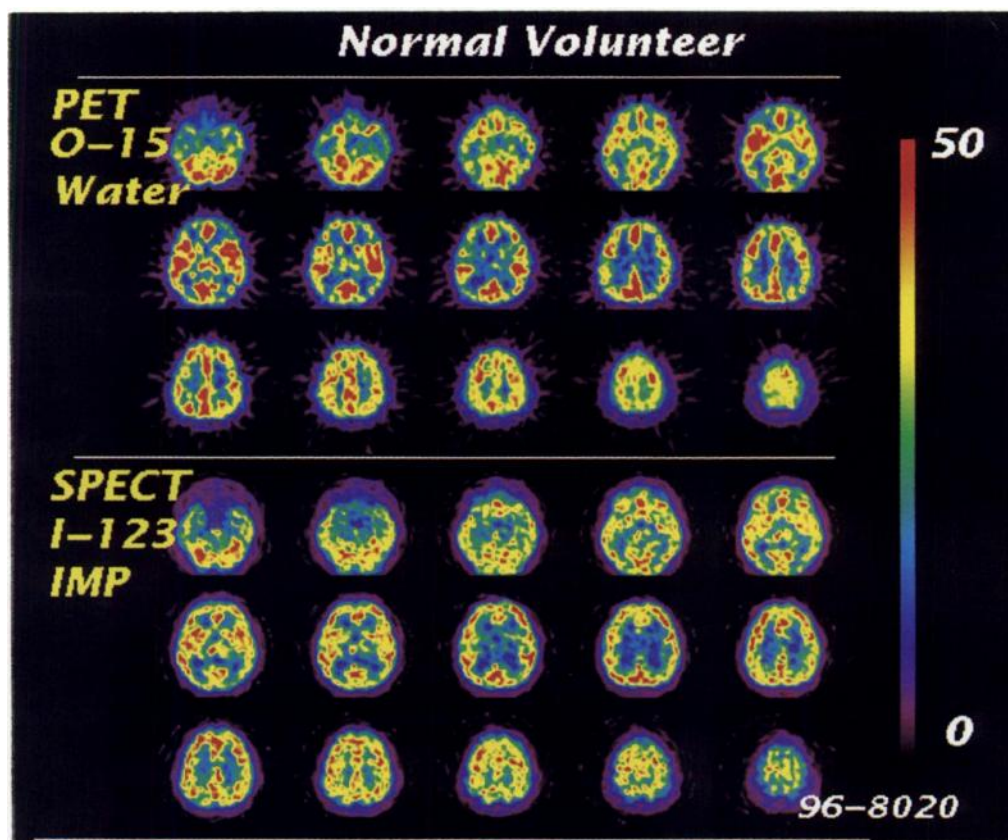 Normal Volunteer
PET
O-15
Water
50
SPECT
I-123
IMP
0
96-8020